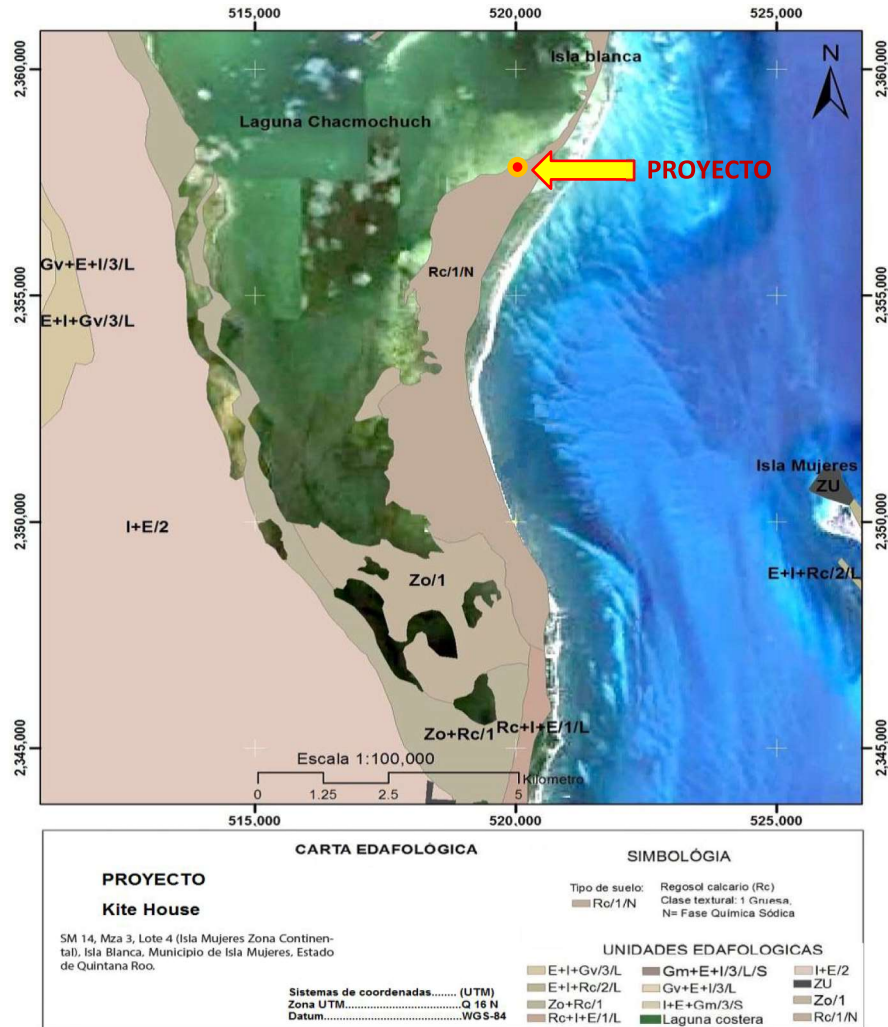 515,000
520,000
525,000
2,360,000
2,360,000
Isla blanca
N
Laguna Chacmochuch
PROYECTO
Gv+E+I/3/L
Rc/1/N
2,355,000
2,355,000
E+I+Gv/3/L
Isla Mujeres
ZU
2,350,000
2,350,000
I+E/2
E+I+Rc/2/L
Zo/1
Zo+Rc/1
Rc+I+E/1/L
2,345,000
2,345,000
Escala 1:100,000
Kilometro
0 1.25 2.5 5
515,000
520,000
525,000
CARTA EDAFOLÓGICA
PROYECTO
Kite House
SM 14, Mza 3, Lote 4 (Isla Mujeres Zona Continen-
tal), Isla Blanca, Municipio de Isla Mujeres, Estado
de Quintana Roo.
Sistemas de coordenadas....... (UTM)
Zona UTM.............................Q 16 N
Datum...................................WGS-84
SIMBOLÓGIA
Tipo de suelo: Regosol calcario (Rc)
Rc/1/N Clase textural: 1 Gruesa,
N= Fase Química Sódica
UNIDADES EDAFOLOGICAS
E+I+Gv/3/L Gm+E+I/3/L/S I+E/2
E+I+Rc/2/L Gv+E+I/3/L ZU
Zo+Rc/1 I+E+Gm/3/S Zo/1
Rc+I+E/1/L Laguna costera Rc/1/N